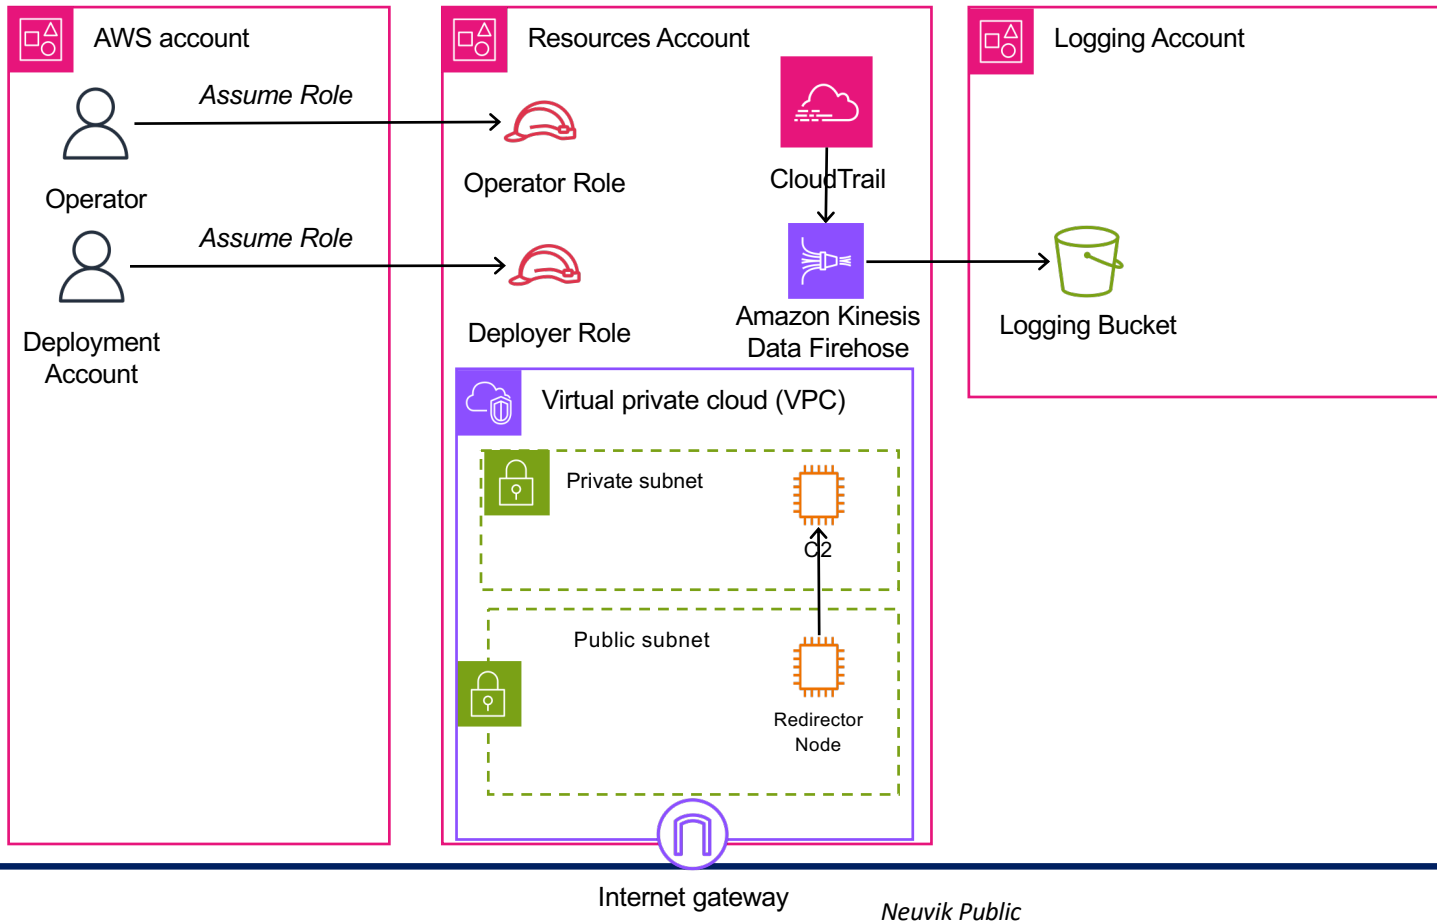 AWS account
Assume Role
Operator
Assume Role
Deployment
Account
Resources Account
Operator Role
Deployer Role
CloudTrail
Amazon Kinesis
Data Firehose
Virtual private cloud (VPC)
Private subnet
C2
Public subnet
Redirector
Node
Logging Account
Logging Bucket
Internet gateway
Neuvik Public